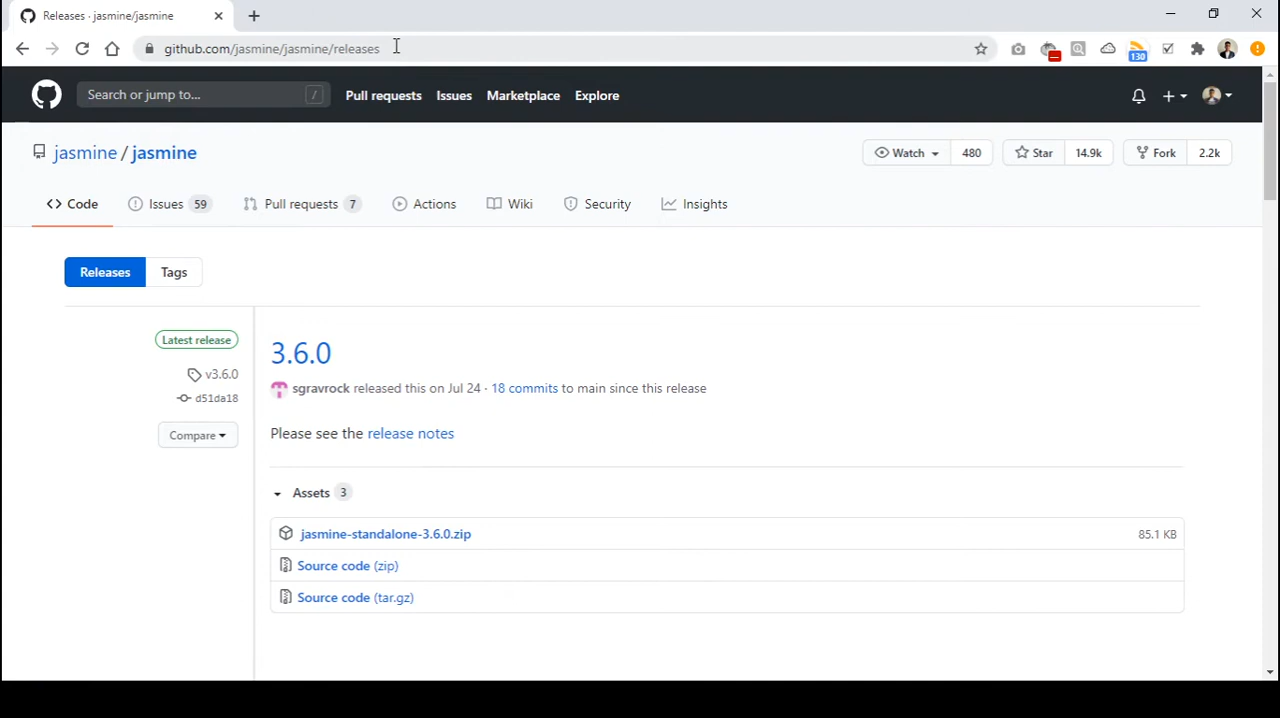 Releases · jasmine/jasmine
github.com/jasmine/jasmine/releases
130
Search or jump to...
/
Pull requests
Issues
Marketplace
Explore
jasmine / jasmine
Watch 480
Star 14.9k
Fork 2.2k
Code
Issues 59
Pull requests 7
Actions
Wiki
Security
Insights
Releases
Tags
Latest release
v3.6.0
d51da18
Compare
3.6.0
sgravrock released this on Jul 24 · 18 commits to main since this release
Please see the release notes
Assets 3
jasmine-standalone-3.6.0.zip 85.1 KB
Source code (zip)
Source code (tar.gz)